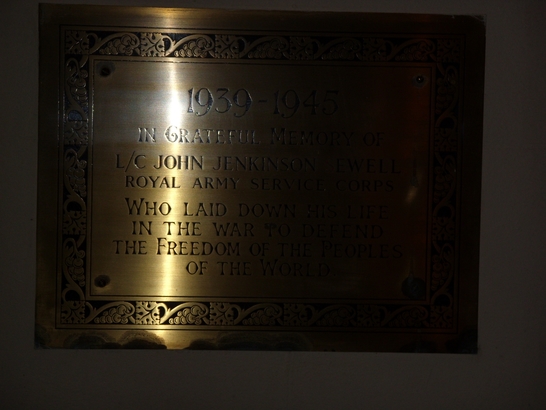 1939-1945
IN GRATEFUL MEMORY OF
L/C JOHN JENKINSON JEWELL
ROYAL ARMY SERVICE CORPS
WHO LAID DOWN HIS LIFE
IN THE WAR TO DEFEND
THE FREEDOM OF THE PEOPLES
OF THE WORLD